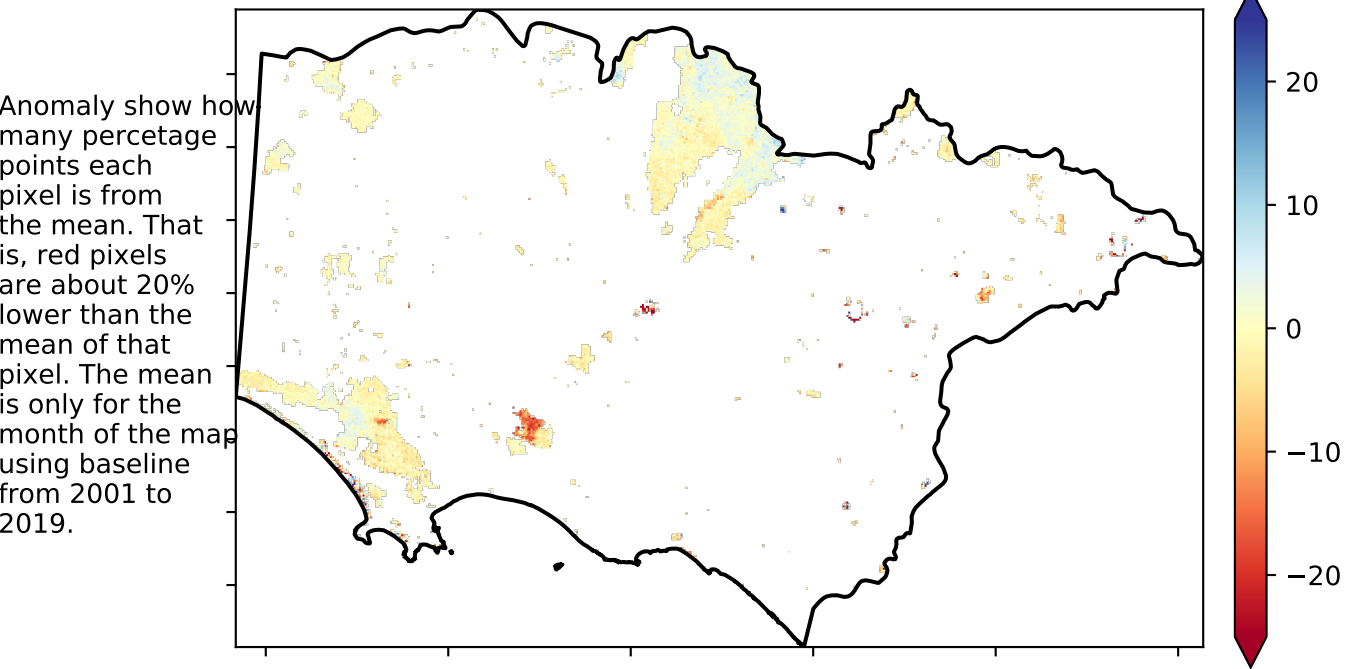 Anomaly show how
many percetage
points each
pixel is from
the mean. That
is, red pixels
are about 20%
lower than the
mean of that
pixel. The mean
is only for the
month of the map
using baseline
from 2001 to
2019.
20
10
0
−10
−20